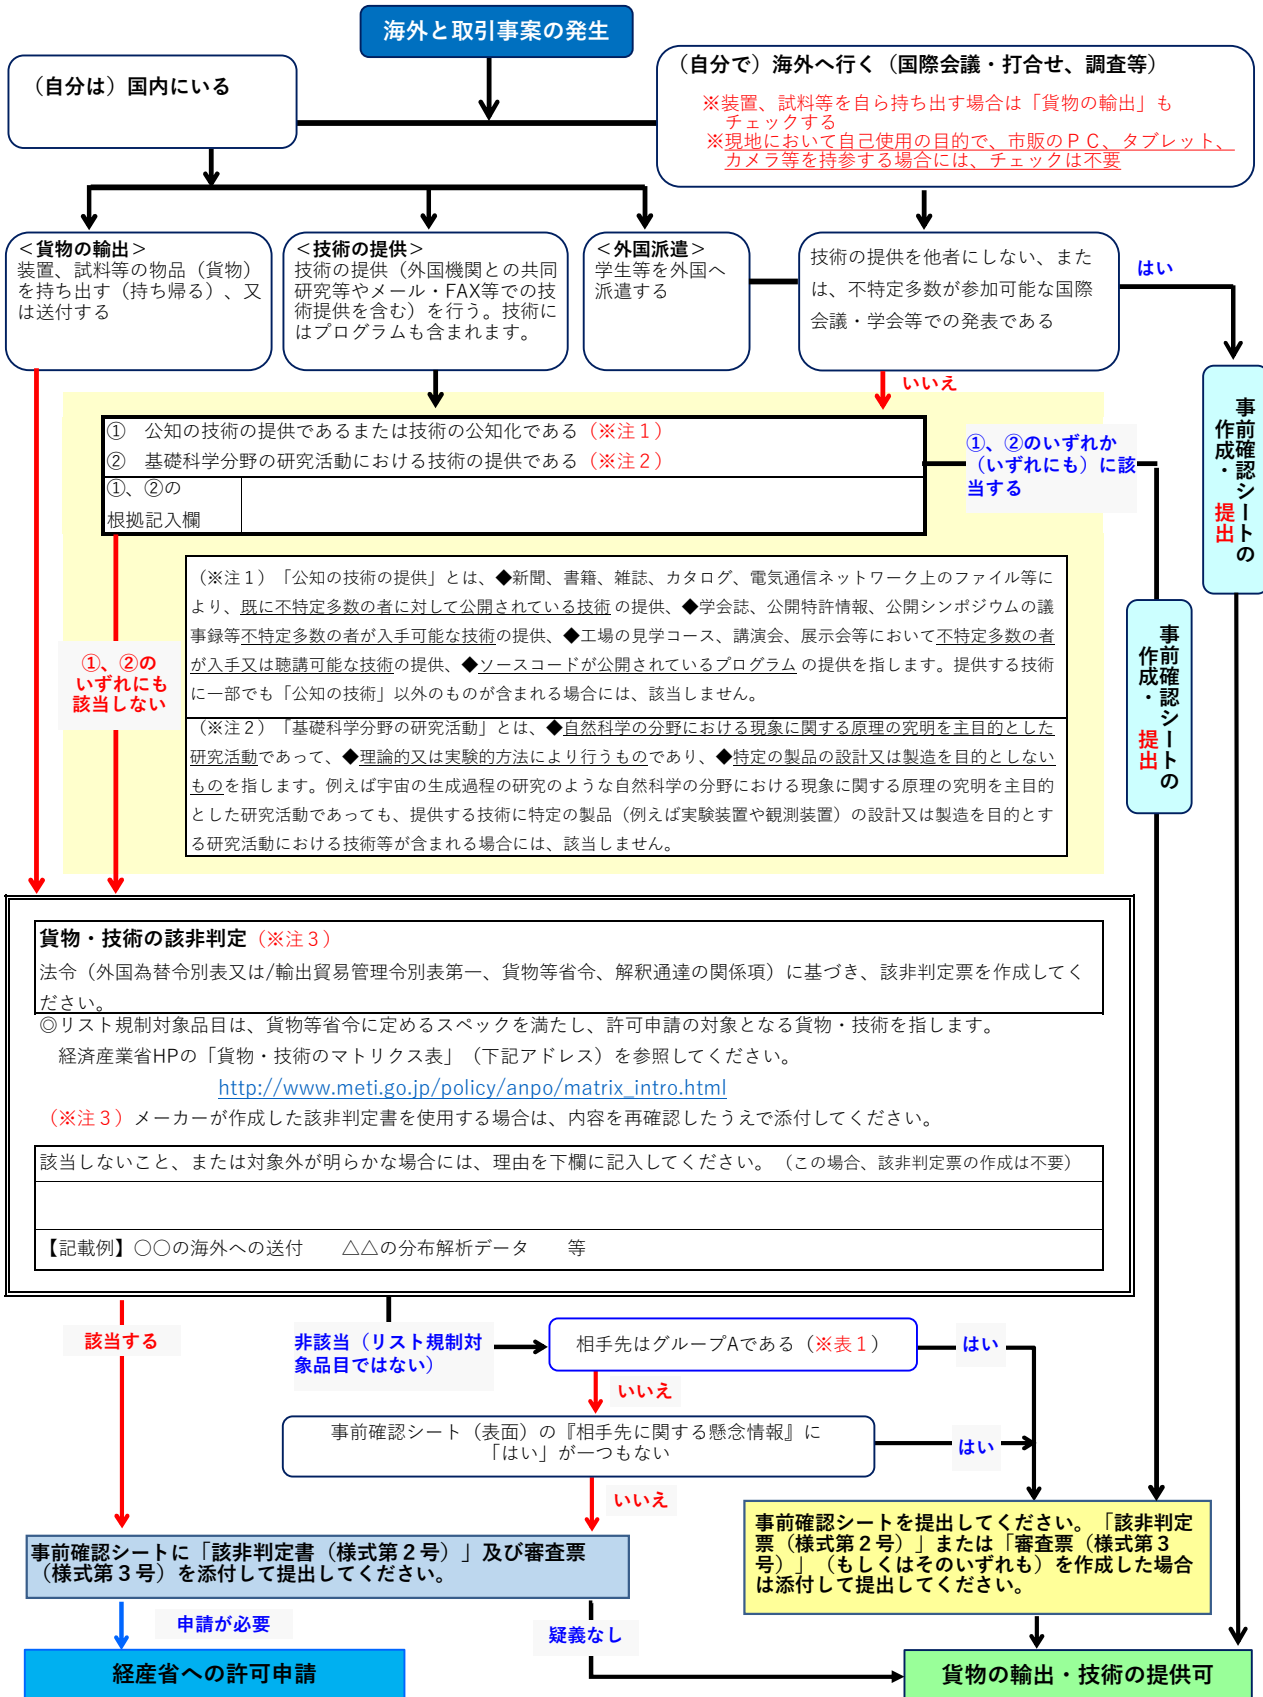 海外と取引事案の発生
（自分は）国内にいる
（自分で）海外へ行く（国際会議・打合せ、調査等）
※装置、試料等を自ら持ち出す場合は「貨物の輸出」も
チェックする
※現地において自己使用の目的で、市販のＰＣ、タブレット、
カメラ等を持参する場合には、チェックは不要
＜貨物の輸出＞
装置、試料等の物品（貨物）
を持ち出す（持ち帰る）、又
は送付する
＜技術の提供＞
技術の提供（外国機関との共同
研究等やメール・FAX等での技
術提供を含む）を行う。技術に
はプログラムも含まれます。
＜外国派遣＞
学生等を外国へ
派遣する
技術の提供を他者にしない、また
は、不特定多数が参加可能な国際
会議・学会等での発表である
はい
いいえ
事前確認シートの
作成・提出
① 公知の技術の提供であるまたは技術の公知化である（※注１）
② 基礎科学分野の研究活動における技術の提供である（※注２）
①、②の
根拠記入欄
①、②のいずれか
（いずれにも）に該
当する
（※注１）「公知の技術の提供」とは、◆新聞、書籍、雑誌、カタログ、電気通信ネットワーク上のファイル等に
より、既に不特定多数の者に対して公開されている技術の提供、◆学会誌、公開特許情報、公開シンポジウムの議
事録等不特定多数の者が入手可能な技術の提供、◆工場の見学コース、講演会、展示会等において不特定多数の者
が入手又は聴講可能な技術の提供、◆ソースコードが公開されているプログラムの提供を指します。提供する技術
に一部でも「公知の技術」以外のものが含まれる場合には、該当しません。
（※注２）「基礎科学分野の研究活動」とは、◆自然科学の分野における現象に関する原理の究明を主目的とした
研究活動であって、◆理論的又は実験的方法により行うものであり、◆特定の製品の設計又は製造を目的としない
ものを指します。例えば宇宙の生成過程の研究のような自然科学の分野における現象に関する原理の究明を主目的
とした研究活動であっても、提供する技術に特定の製品（例えば実験装置や観測装置）の設計又は製造を目的とす
る研究活動における技術等が含まれる場合には、該当しません。
①、②の
いずれにも
該当しない
事前確認シートの
作成・提出
貨物・技術の該非判定（※注３）
法令（外国為替令別表又は/輸出貿易管理令別表第一、貨物等省令、解釈通達の関係項）に基づき、該非判定票を作成してく
ださい。
◎リスト規制対象品目は、貨物等省令に定めるスペックを満たし、許可申請の対象となる貨物・技術を指します。
経済産業省HPの「貨物・技術のマトリクス表」（下記アドレス）を参照してください。
http://www.meti.go.jp/policy/anpo/matrix_intro.html
（※注３）メーカーが作成した該非判定書を使用する場合は、内容を再確認したうえで添付してください。
該当しないこと、または対象外が明らかな場合には、理由を下欄に記入してください。（この場合、該非判定票の作成は不要）
【記載例】〇〇の海外への送付 △△の分布解析データ 等
該当する
非該当（リスト規制対
象品目ではない）
相手先はグループAである（※表１）
はい
いいえ
事前確認シート（表面）の『相手先に関する懸念情報』に
「はい」が一つもない
はい
いいえ
事前確認シートに「該非判定書（様式第２号）」及び審査票
（様式第３号）を添付して提出してください。
事前確認シートを提出してください。「該非判定
票（様式第２号）」または「審査票（様式第３
号）」（もしくはそのいずれも）を作成した場合
は添付して提出してください。
申請が必要
疑義なし
経産省への許可申請
貨物の輸出・技術の提供可